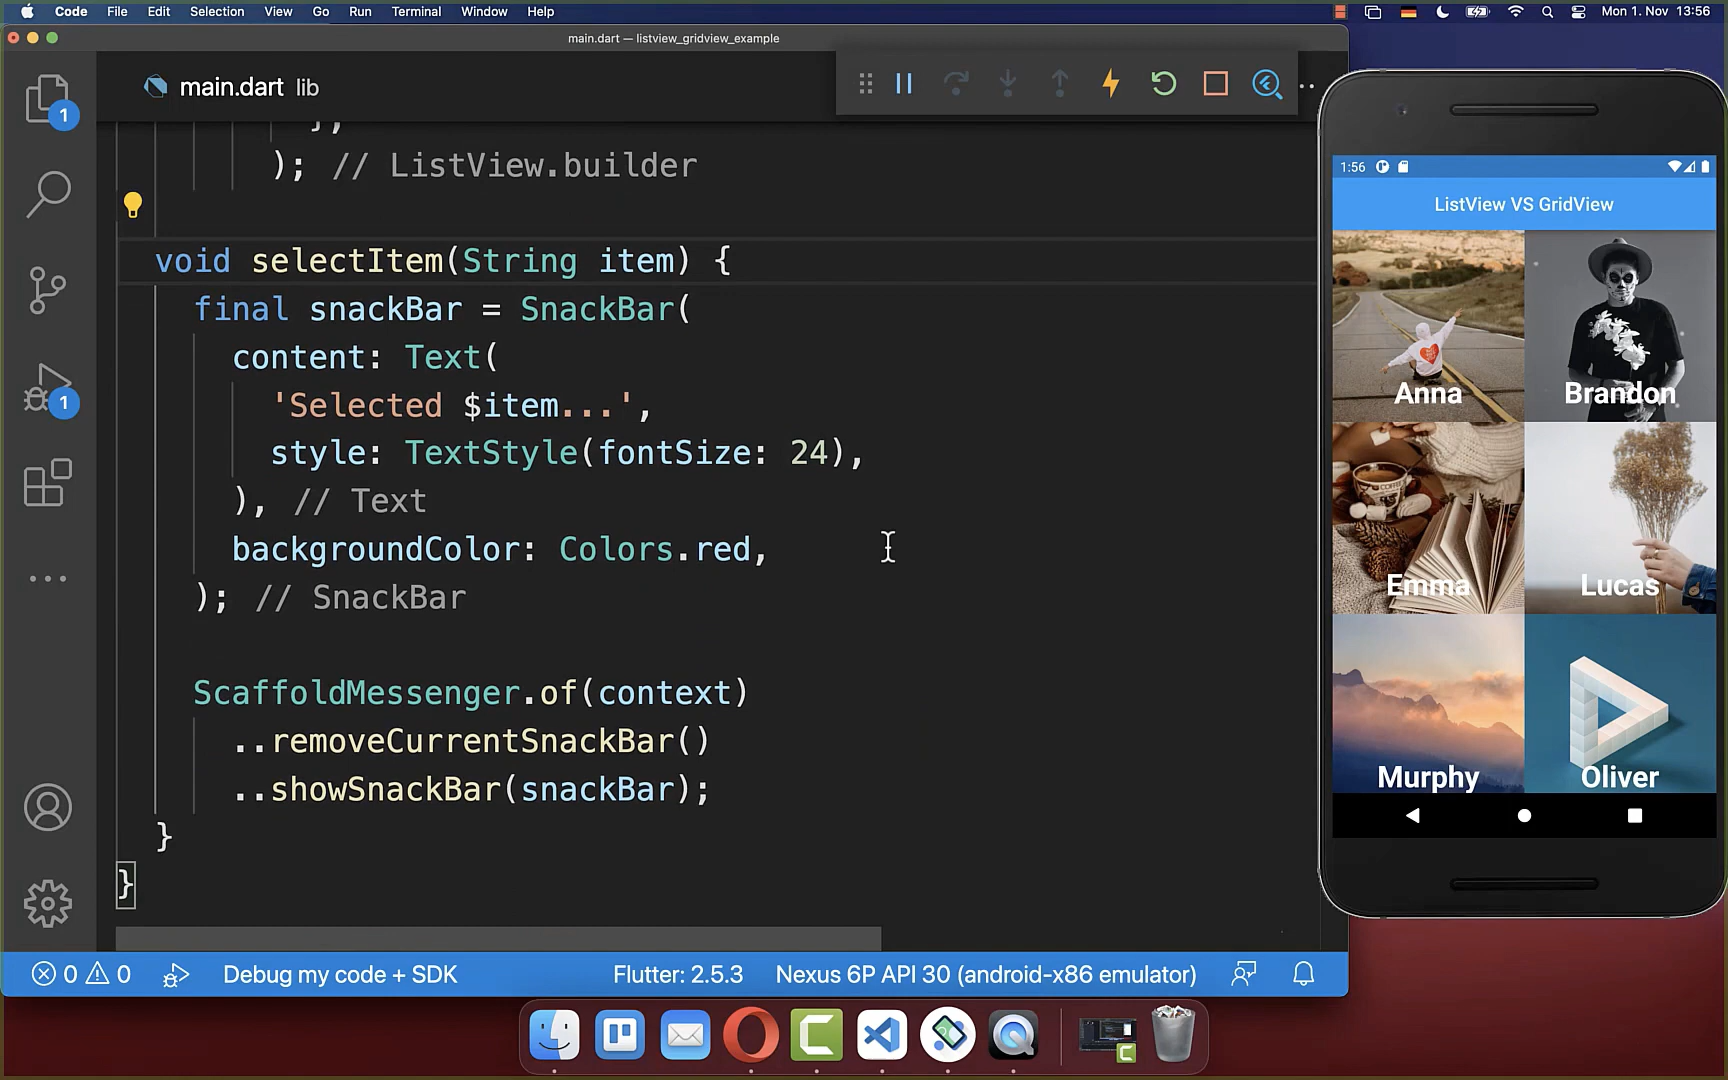 Code File Edit Selection View Go Run Terminal Window Help
Mon 1. Nov 13:56
main.dart — listview_gridview_example
main.dart lib
1
1
},
); // ListView.builder
void selectItem(String item) {
final snackBar = SnackBar(
content: Text(
'Selected $item...',
style: TextStyle(fontSize: 24),
), // Text
backgroundColor: Colors.red,
); // SnackBar
ScaffoldMessenger.of(context)
..removeCurrentSnackBar()
..showSnackBar(snackBar);
}
}
0 0 Debug my code + SDK Flutter: 2.5.3 Nexus 6P API 30 (android-x86 emulator)
1:56
ListView VS GridView
Anna Brandon
Emma Lucas
Murphy Oliver